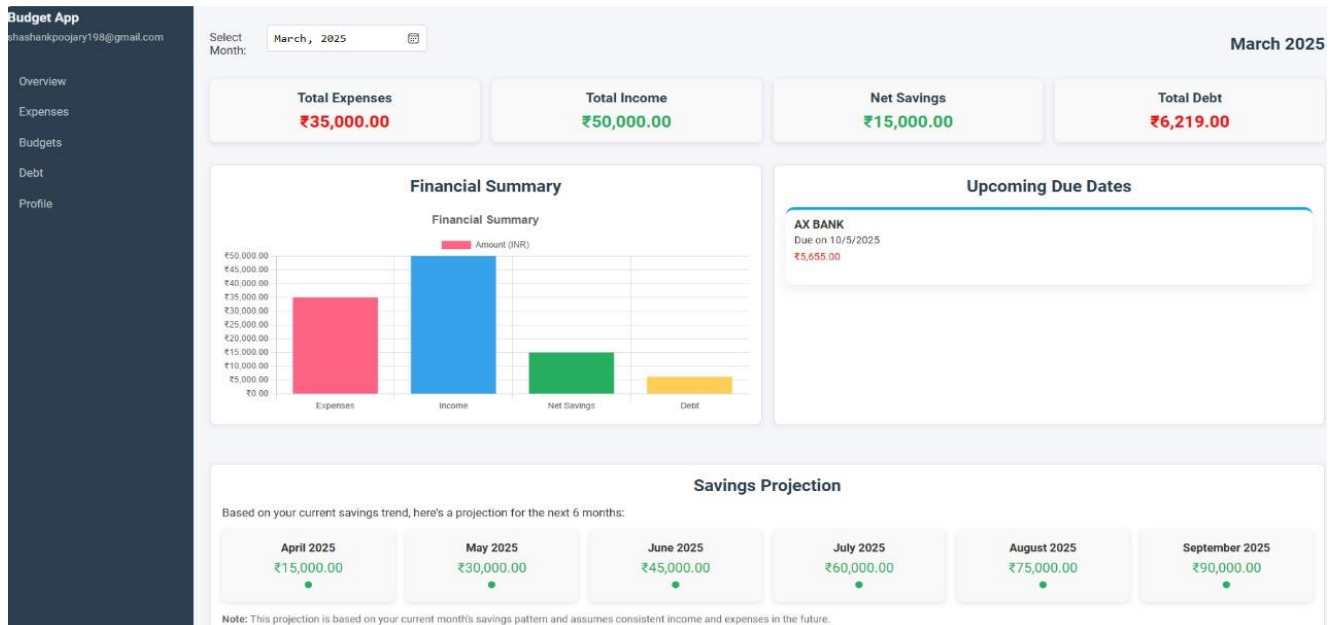 Budget App
shashankpoojary198@gmail.com
Overview
Expenses
Budgets
Debt
Profile
Select
Month:
March, 2025
March 2025
Total Expenses
₹35,000.00
Total Income
₹50,000.00
Net Savings
₹15,000.00
Total Debt
₹6,219.00
Financial Summary
Financial Summary
Amount (INR)
₹50,000.00
₹45,000.00
₹40,000.00
₹35,000.00
₹30,000.00
₹25,000.00
₹20,000.00
₹15,000.00
₹10,000.00
₹5,000.00
₹0.00
Expenses
Income
Net Savings
Debt
Upcoming Due Dates
AX BANK
Due on 10/5/2025
₹5,655.00
Savings Projection
Based on your current savings trend, here's a projection for the next 6 months:
April 2025
₹15,000.00
May 2025
₹30,000.00
June 2025
₹45,000.00
July 2025
₹60,000.00
August 2025
₹75,000.00
September 2025
₹90,000.00
Note: This projection is based on your current month's savings pattern and assumes consistent income and expenses in the future.